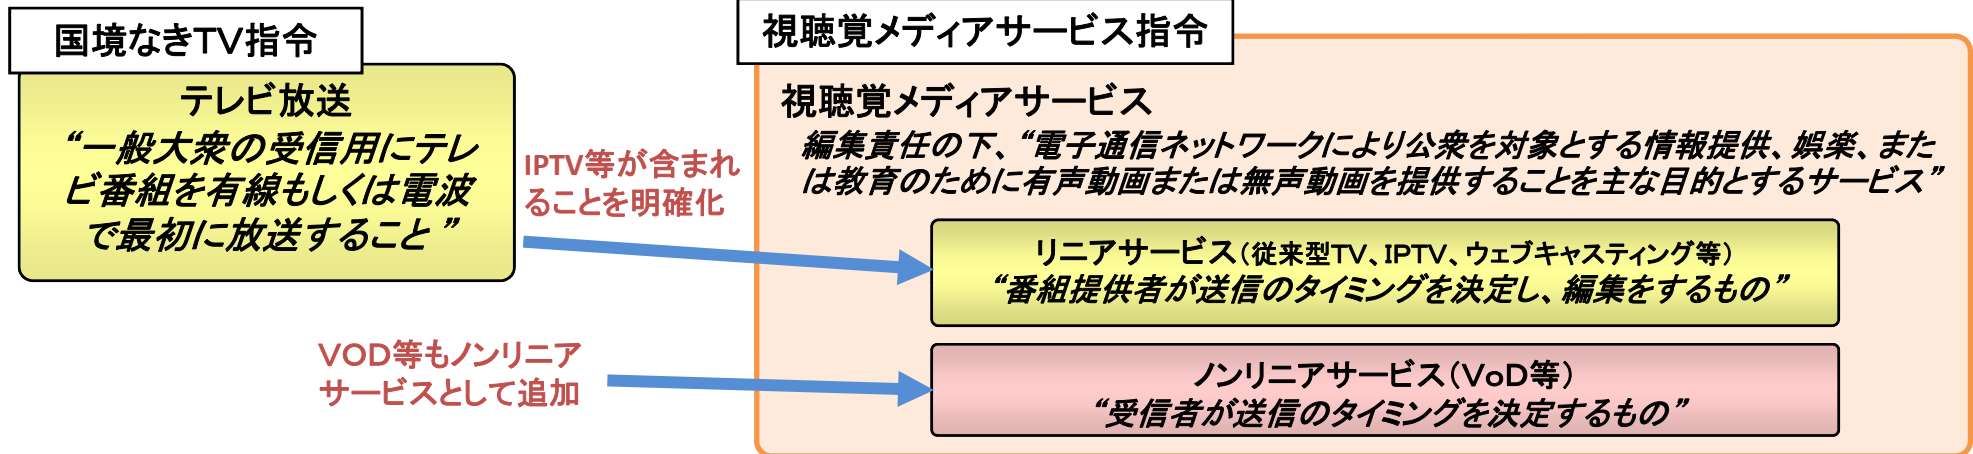 国境なきTV指令
テレビ放送
“一般大衆の受信用にテレ
ビ番組を有線もしくは電波
で最初に放送すること”
IPTV等が含まれ
ることを明確化
VOD等もノンリニア
サービスとして追加
視聴覚メディアサービス指令
視聴覚メディアサービス
編集責任の下、“電子通信ネットワークにより公衆を対象とする情報提供、娯楽、また
は教育のために有声動画または無声動画を提供することを主な目的とするサービス”
リニアサービス（従来型TV、IPTV、ウェブキャスティング等）
“番組提供者が送信のタイミングを決定し、編集をするもの”
ノンリニアサービス（VoD等）
“受信者が送信のタイミングを決定するもの”